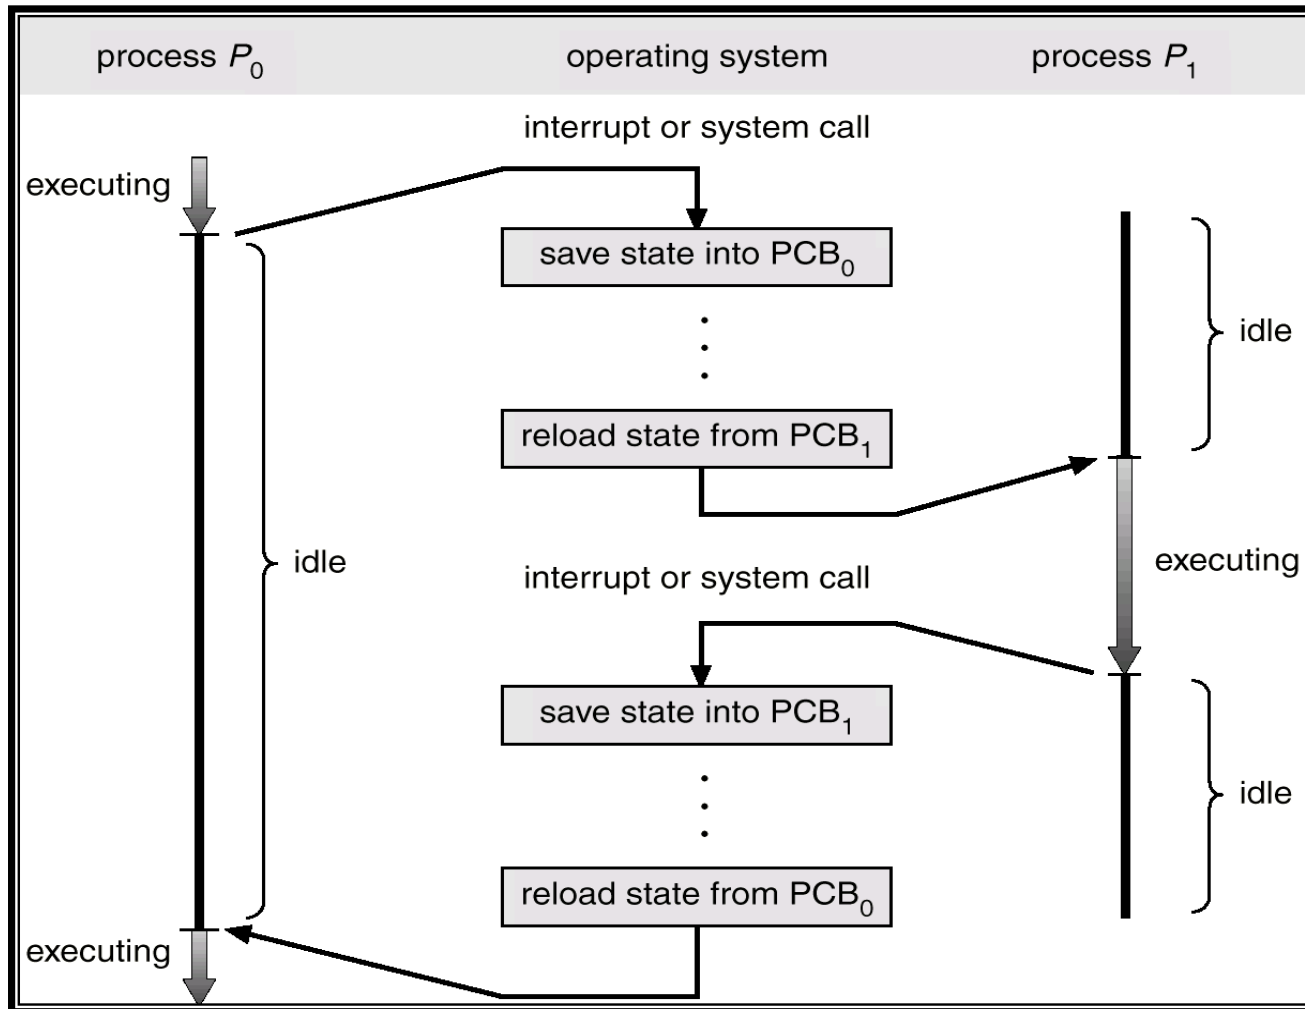 process P0 operating system process P1
interrupt or system call
executing
save state into PCB0
idle
reload state from PCB1
idle
executing
interrupt or system call
save state into PCB1
idle
reload state from PCB0
executing